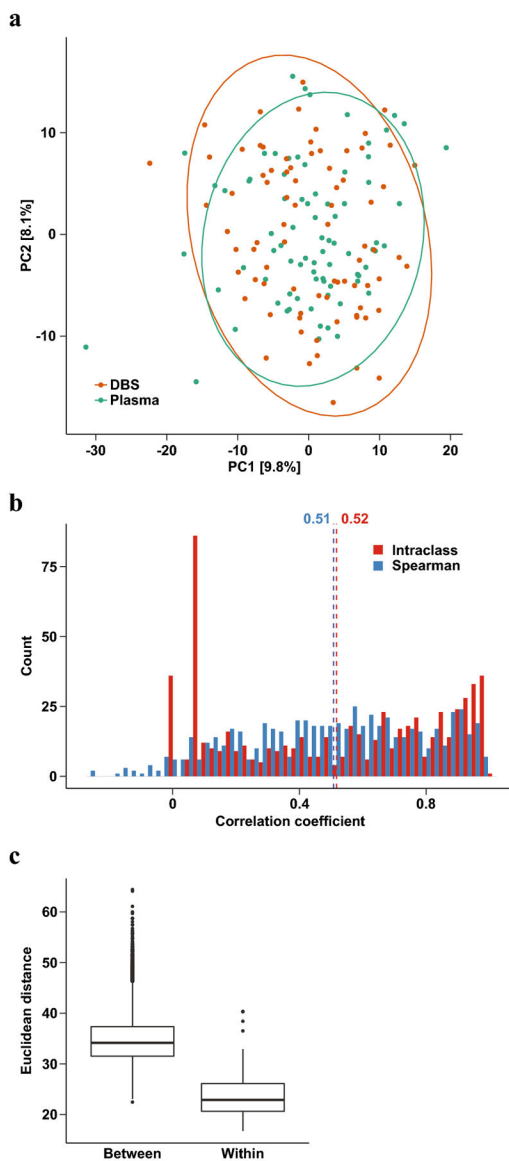 a
10
0
-10
PC2 [8.1%]
DBS
Plasma
-30
-20
-10
0
10
20
PC1 [9.8%]
b
0.51
0.52
Intraclass
Spearman
75
50
25
0
Count
0
0.4
0.8
Correlation coefficient
c
60
50
40
30
20
Euclidean distance
Between
Within